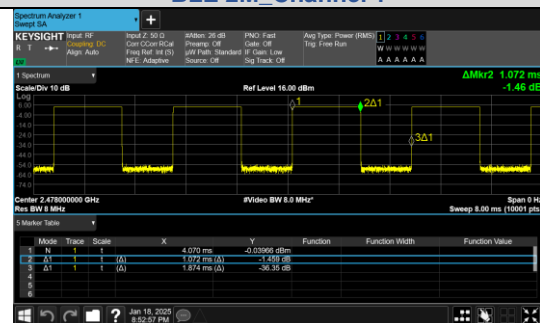 Spectrum Analyzer 1
Swept SA
+
KEYSIGHT Input: RF Input Z: 50 Ω #Atten: 26 dB PNO: Fast Avg Type: Power (RMS) 1 2 3 4 5 6
R T Coupling: DC Corr CCorr RCal Preamp: Off Gate: Off Trig: Free Run W W W W W W
Align: Auto Freq Ref: Int (S) µW Path: Standard IF Gain: Low
NFE: Adaptive Source: Off Sig Track: Off A A A A A A
1 Spectrum ΔMkr2 1.072 ms
Scale/Div 10 dB Ref Level 16.00 dBm -1.46 dB
Log
6.00 1 2Δ1
-4.00
-14.0
-24.0
-34.0 3Δ1
-44.0
-54.0
-64.0
-74.0
Center 2.478000000 GHz #Video BW 8.0 MHz* Span 0 Hz
Res BW 8 MHz Sweep 8.00 ms (10001 pts)
5 Marker Table
Mode Trace Scale X Y Function Function Width Function Value
1 N 1 t 4.070 ms -0.03966 dBm
2 Δ1 1 t (Δ) 1.072 ms (Δ) -1.459 dB
3 Δ1 1 t (Δ) 1.874 ms (Δ) -36.35 dB
4
5
6
? Jan 18, 2025
8:52:57 PM